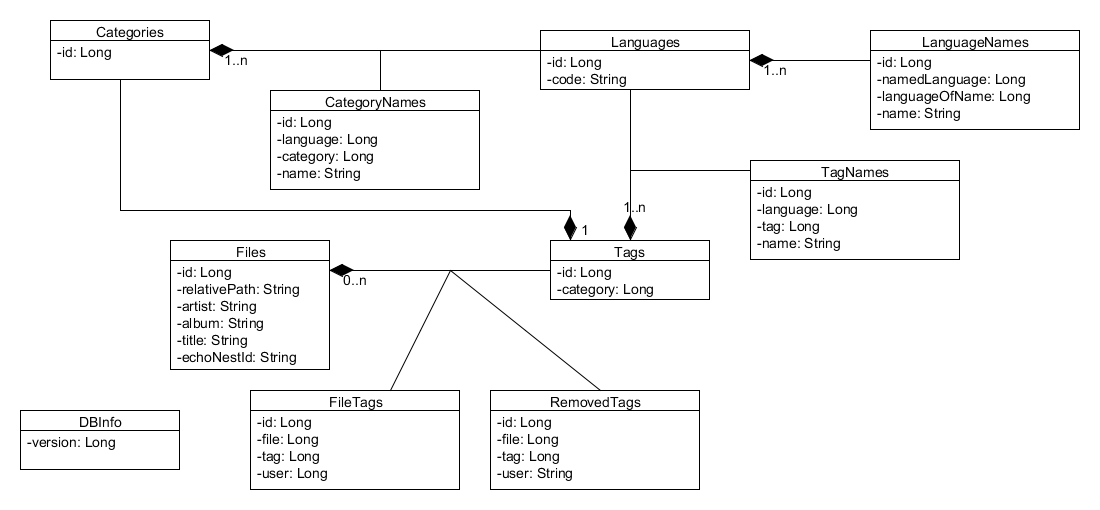 Categories
-id: Long
1..n
CategoryNames
-id: Long
-language: Long
-category: Long
-name: String
Languages
-id: Long
-code: String
1..n
LanguageNames
-id: Long
-namedLanguage: Long
-languageOfName: Long
-name: String
TagNames
-id: Long
-language: Long
-tag: Long
-name: String
1..n
1
Files
-id: Long
-relativePath: String
-artist: String
-album: String
-title: String
-echoNestId: String
0..n
Tags
-id: Long
-category: Long
DBInfo
-version: Long
FileTags
-id: Long
-file: Long
-tag: Long
-user: Long
RemovedTags
-id: Long
-file: Long
-tag: Long
-user: String